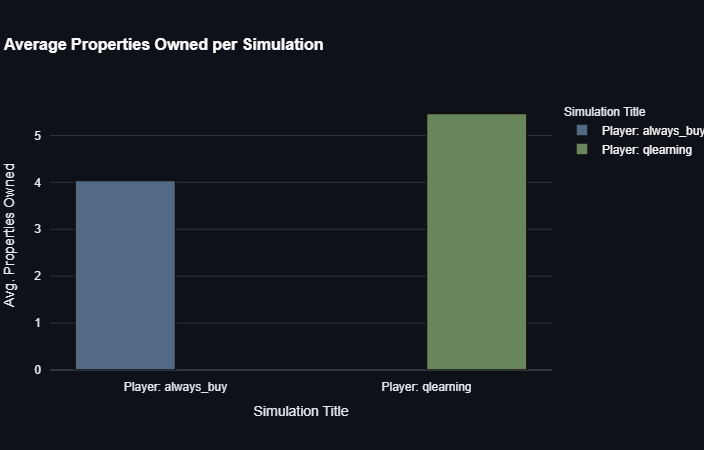 Average Properties Owned per Simulation
Simulation Title
Player: always_buy
Player: qlearning
Avg. Properties Owned
5
4
3
2
1
0
Player: always_buy
Player: qlearning
Simulation Title